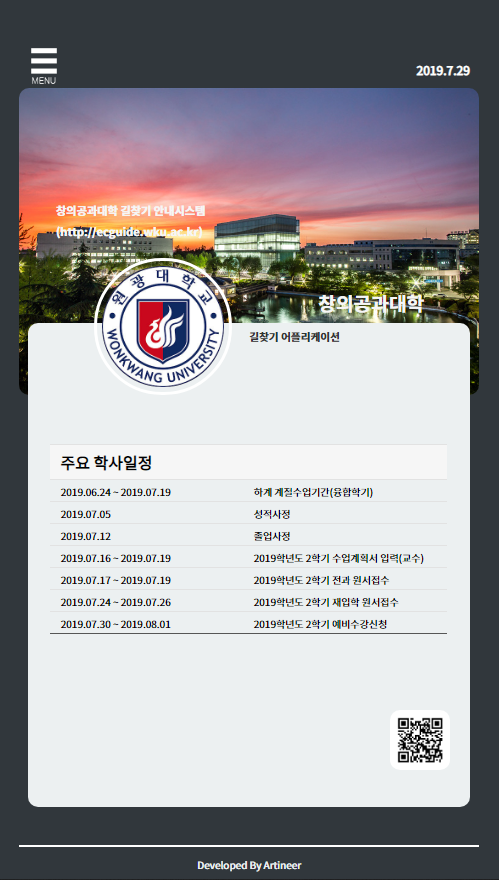 MENU
2019.7.29
창의공과대학 길찾기 안내시스템
(http://ecguide.wku.ac.kr)
원광대학교
WONKWANG UNIVERSITY
창의공과대학
길찾기 어플리케이션
주요 학사일정
2019.06.24 ~ 2019.07.19 하계 계절수업기간(융합학기)
2019.07.05 성적사정
2019.07.12 졸업사정
2019.07.16 ~ 2019.07.19 2019학년도 2학기 수업계획서 입력(교수)
2019.07.17 ~ 2019.07.19 2019학년도 2학기 전과 원서접수
2019.07.24 ~ 2019.07.26 2019학년도 2학기 재입학 원서접수
2019.07.30 ~ 2019.08.01 2019학년도 2학기 예비수강신청
Developed By Artineer